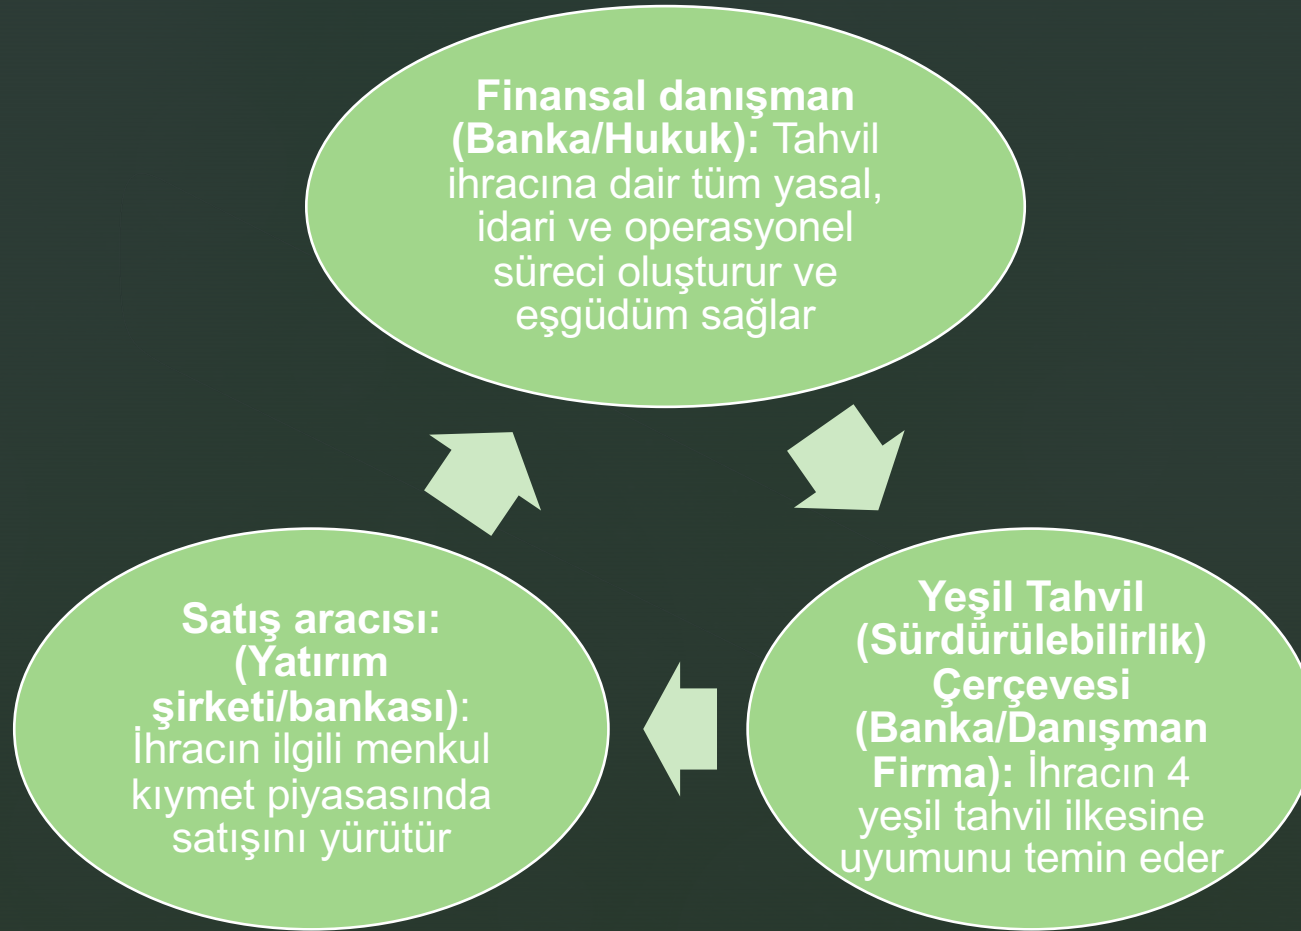 Finansal danışman
(Banka/Hukuk): Tahvil
ihracına dair tüm yasal,
idari ve operasyonel
süreci oluşturur ve
eşgüdüm sağlar
Yeşil Tahvil
(Sürdürülebilirlik)
Çerçevesi
(Banka/Danışman
Firma): İhracın 4
yeşil tahvil ilkesine
uyumunu temin eder
Satış aracısı:
(Yatırım
şirketi/bankası):
İhracın ilgili menkul
kıymet piyasasında
satışını yürütür